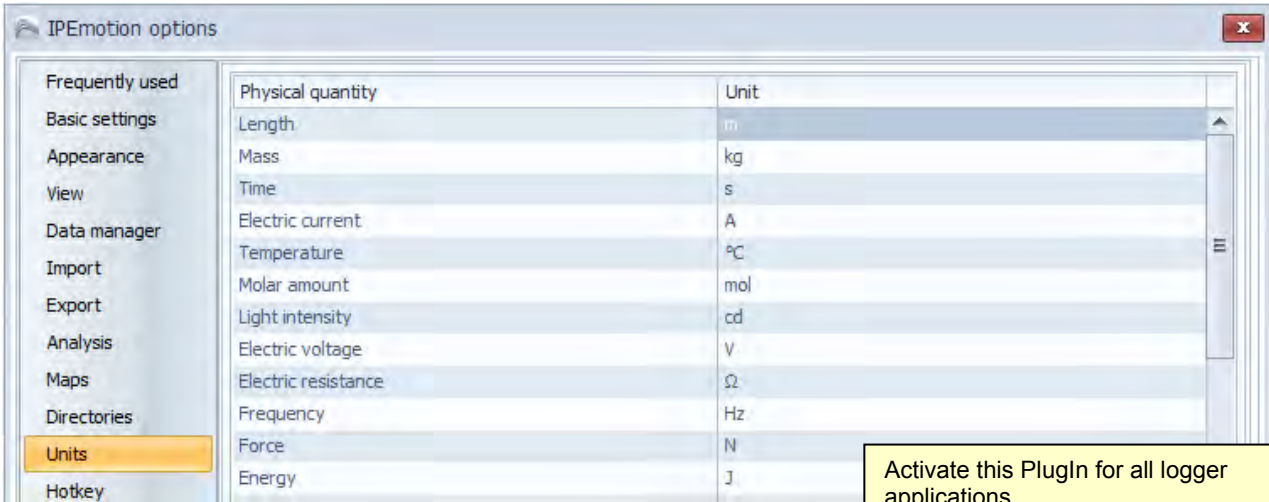 IPEmotion options
Frequently used
Basic settings
Appearance
View
Data manager
Import
Export
Analysis
Maps
Directories
Units
Hotkey
Physical quantity Unit
Length m
Mass kg
Time s
Electric current A
Temperature °C
Molar amount mol
Light intensity cd
Electric voltage V
Electric resistance Ω
Frequency Hz
Force N
Energy J
Activate this PlugIn for all logger
applications